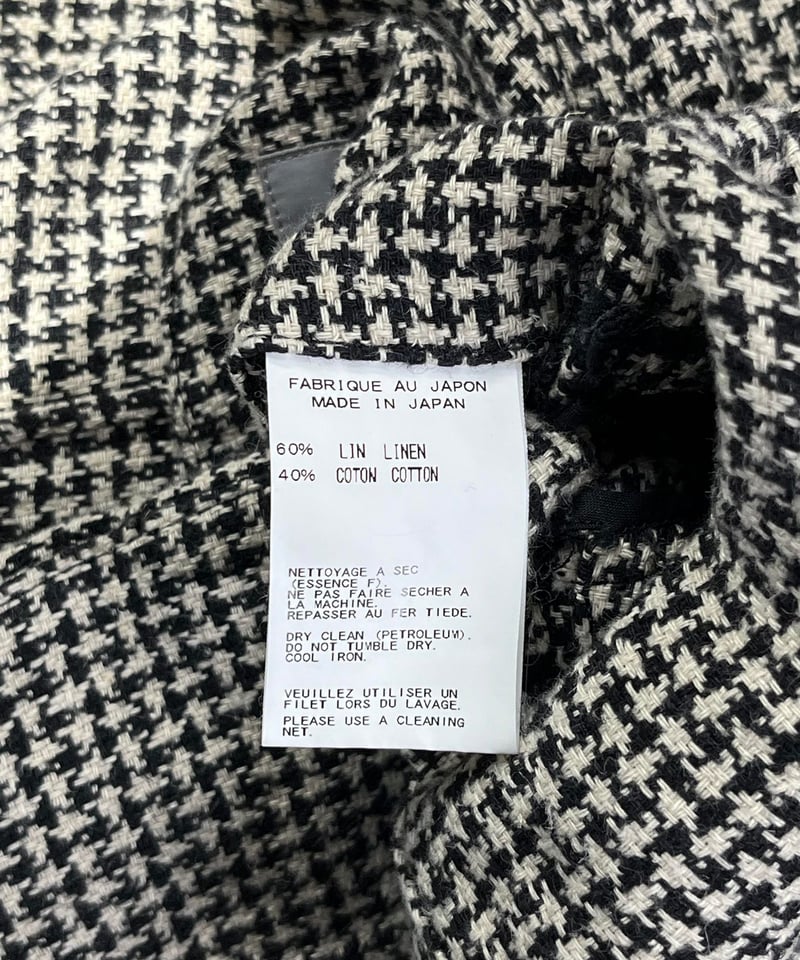 FABRIQUE AU JAPON
MADE IN JAPAN
60% LIN LINEN
40% COTON COTTON
NETTOYAGE A SEC
(ESSENCE F).
NE PAS FAIRE SECHER A
LA MACHINE.
REPASSER AU FER TIEDE.
DRY CLEAN (PETROLEUM).
DO NOT TUMBLE DRY.
COOL IRON.
VEUILLEZ UTILISER UN
FILET LORS DU LAVAGE.
PLEASE USE A CLEANING
NET.